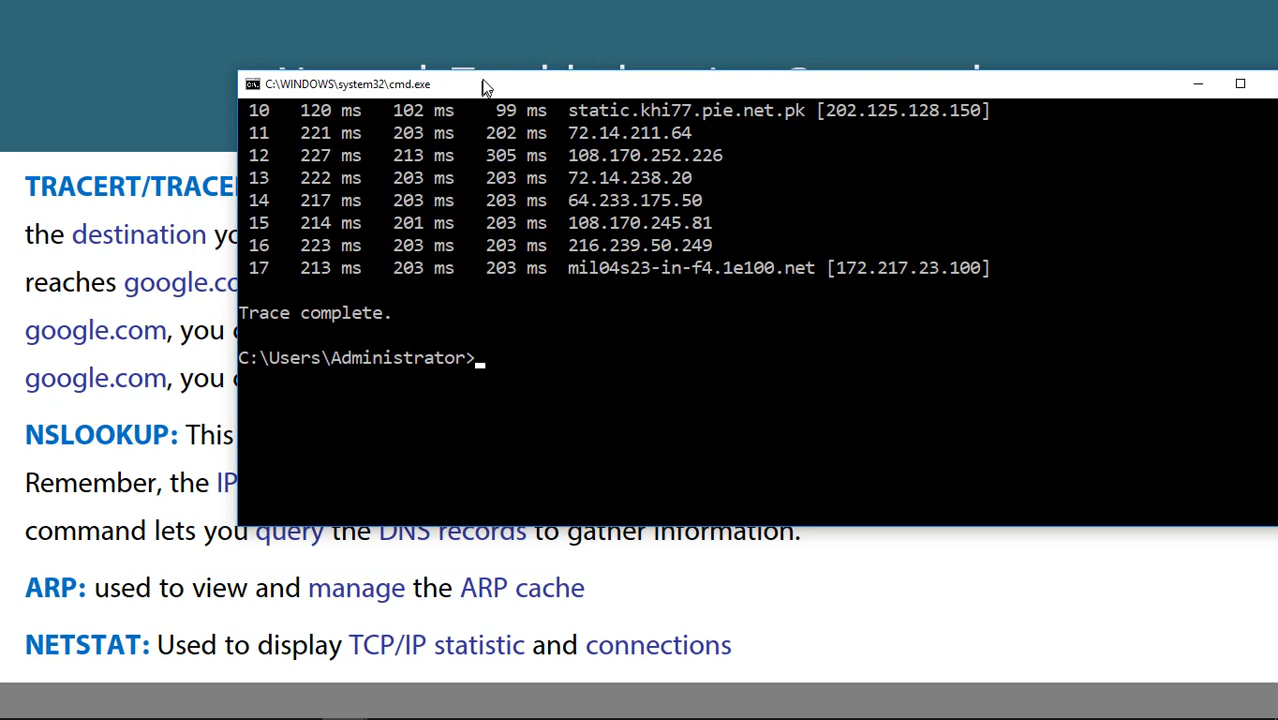 C:\WINDOWS\system32\cmd.exe
10 120 ms 102 ms 99 ms static.khi77.pie.net.pk [202.125.128.150]
11 221 ms 203 ms 202 ms 72.14.211.64
12 227 ms 213 ms 305 ms 108.170.252.226
13 222 ms 203 ms 203 ms 72.14.238.20
14 217 ms 203 ms 203 ms 64.233.175.50
15 214 ms 201 ms 203 ms 108.170.245.81
16 223 ms 203 ms 203 ms 216.239.50.249
17 213 ms 203 ms 203 ms mil04s23-in-f4.1e100.net [172.217.23.100]
Trace complete.
C:\Users\Administrator>
TRACERT/TRACE
the destination yo
reaches google.co
google.com, you
google.com, you
NSLOOKUP: This
Remember, the IP
command lets you query the DNS records to gather information.
ARP: used to view and manage the ARP cache
NETSTAT: Used to display TCP/IP statistic and connections